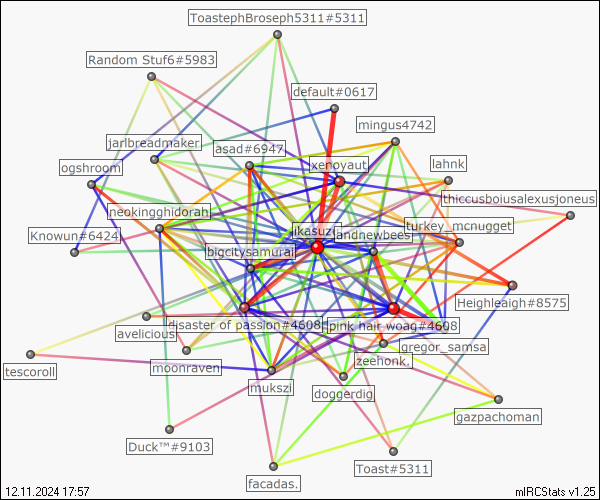 ToastephBroseph5311#5311
Random Stuf6#5983
default#0617
mingus4742
jarlbreadmaker
asad#6947
xenoyaut
lahnk
ogshroom
thiccusboiusalexusjoneus
neokingghidorah
turkey_mcnugget
jkasuzi
andnewbees
Knowun#6424
bigcitysamurai
Heighleaigh#8575
avelicious
disaster of passion#4608
pink hair woag#4608
gregor_samsa
tescoroll
moonraven
zeehonk.
mukszi
doggerdig
gazpachoman
Duck™#9103
Toast#5311
facadas.
12.11.2024 17:57
mIRCStats v1.25